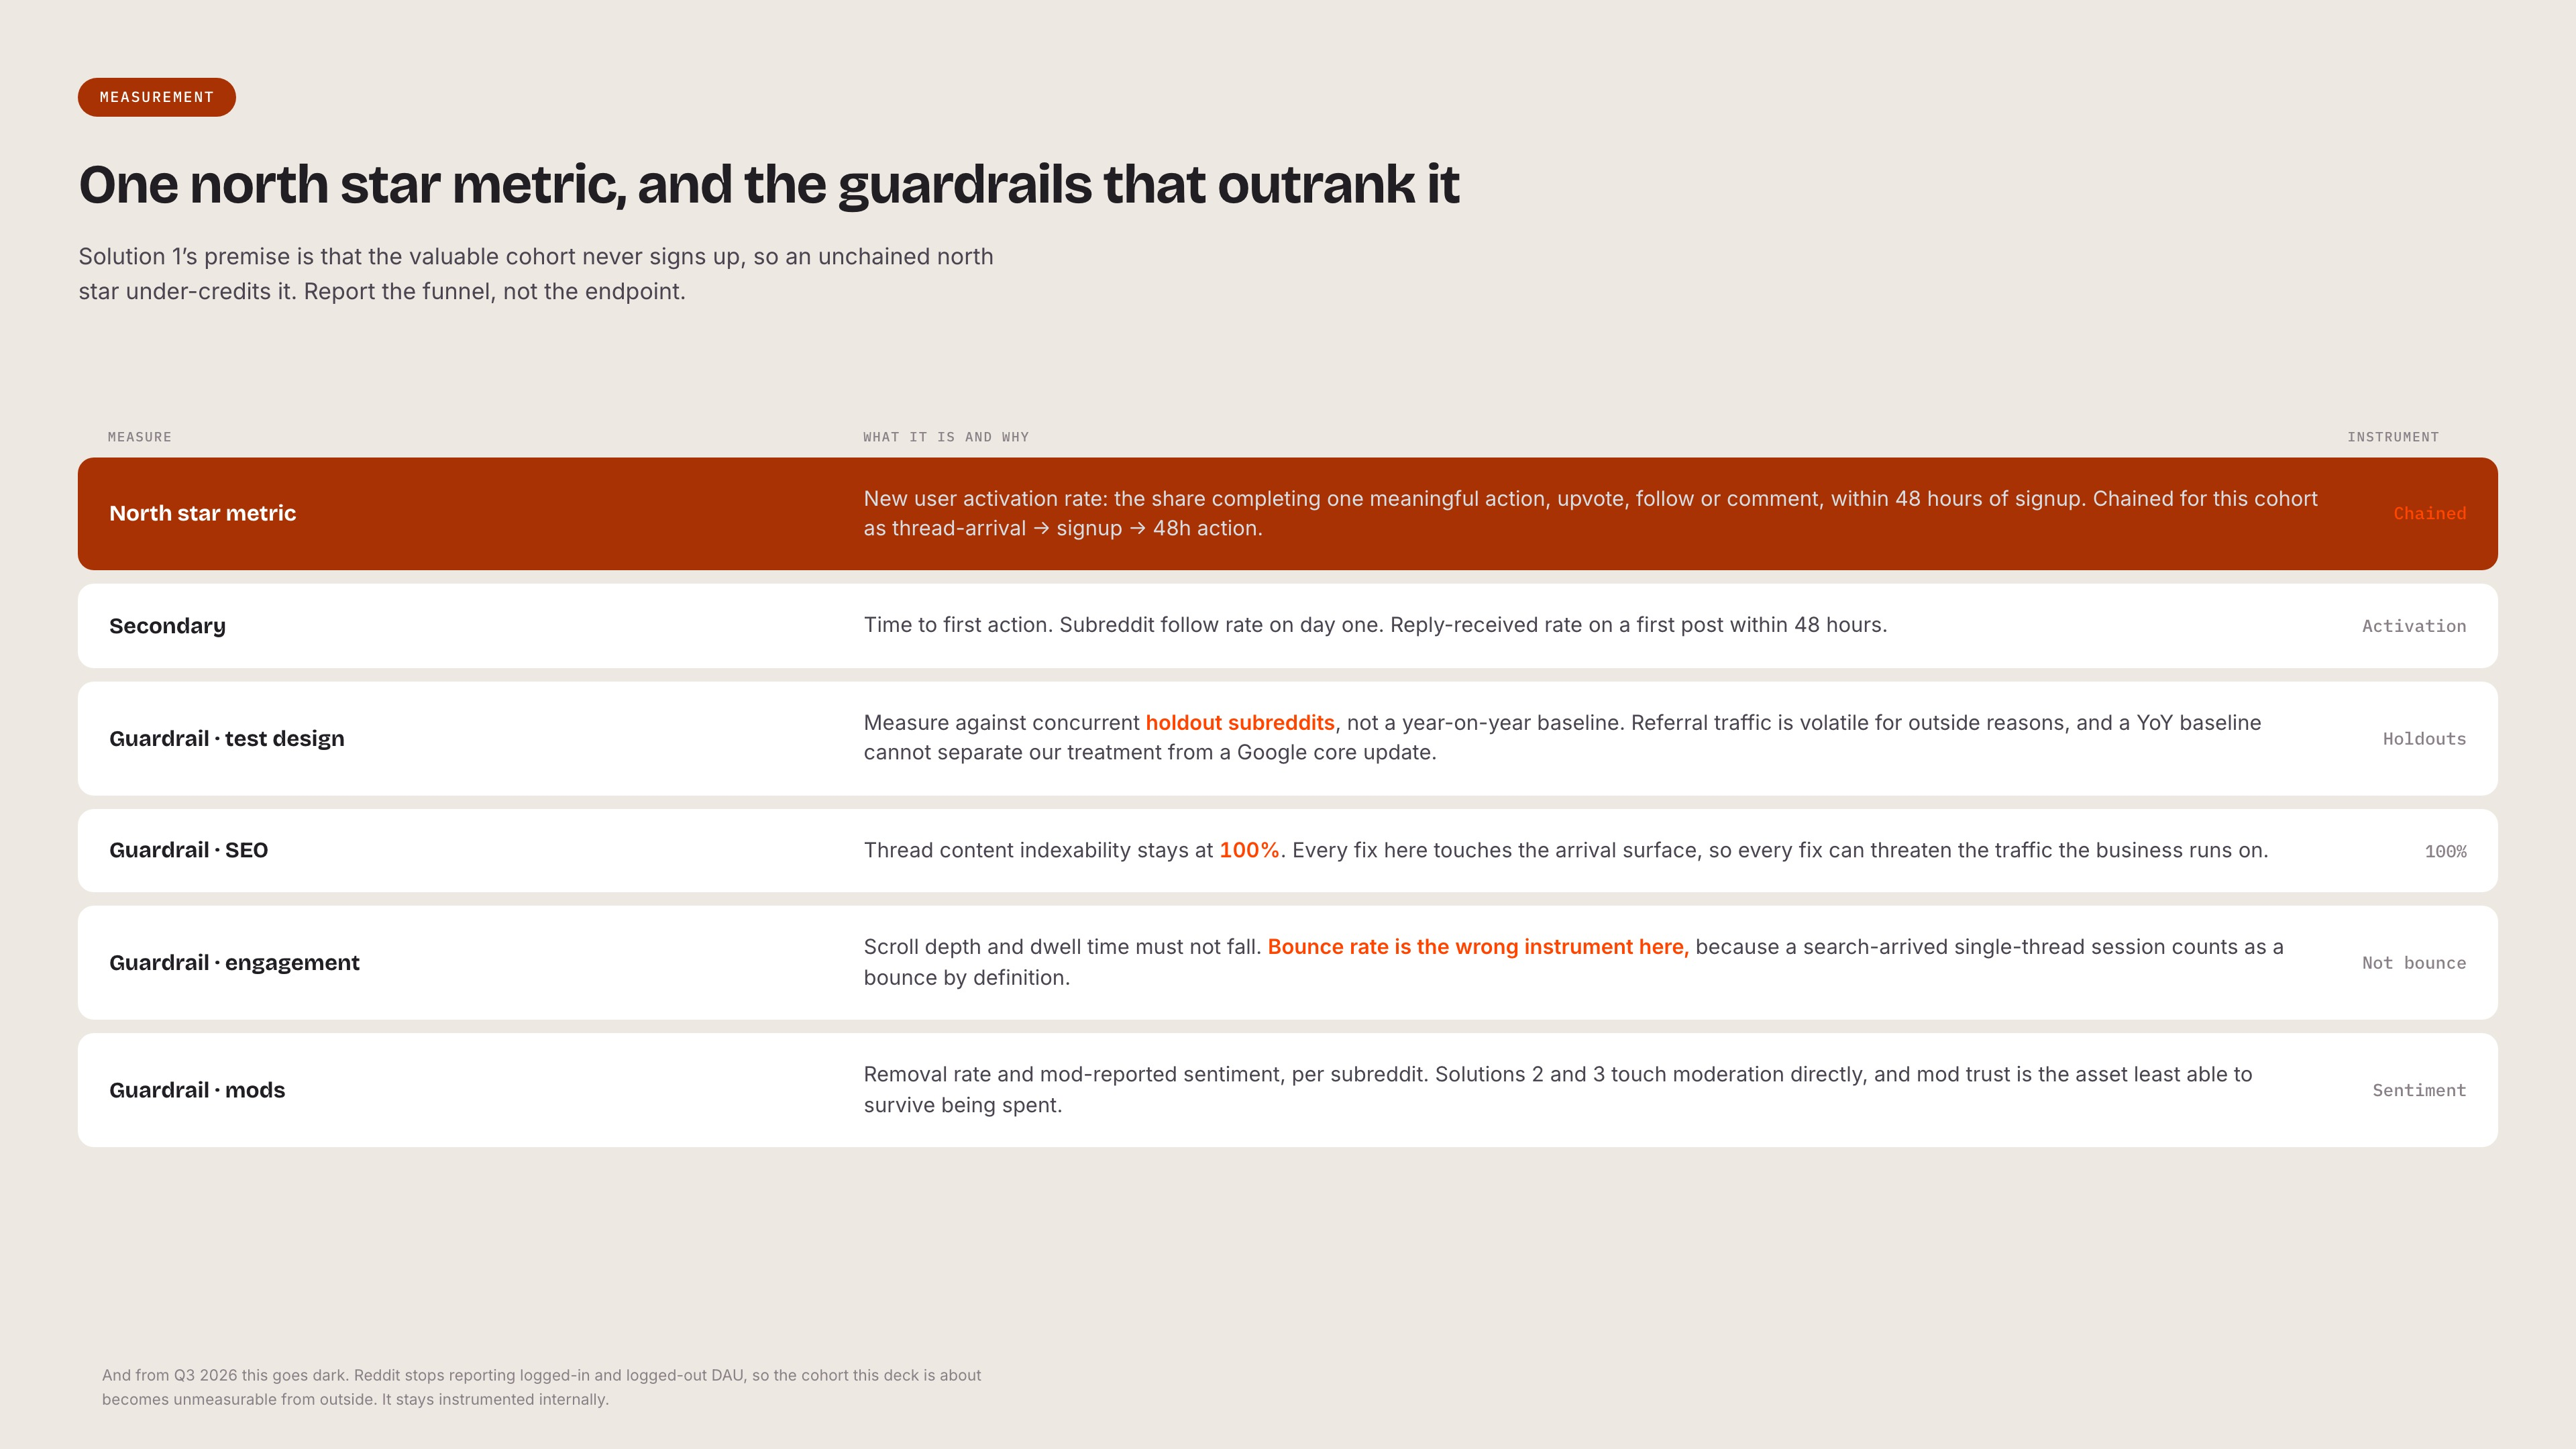 MEASUREMENT
One north star metric, and the guardrails that outrank it
Solution 1’s premise is that the valuable cohort never signs up, so an unchained north
star under-credits it. Report the funnel, not the endpoint.
MEASURE
WHAT IT IS AND WHY
INSTRUMENT
North star metric
New user activation rate: the share completing one meaningful action, upvote, follow or comment, within 48 hours of signup. Chained for this cohort
as thread-arrival → signup → 48h action.
Chained
Secondary
Time to first action. Subreddit follow rate on day one. Reply-received rate on a first post within 48 hours.
Activation
Guardrail · test design
Measure against concurrent holdout subreddits, not a year-on-year baseline. Referral traffic is volatile for outside reasons, and a YoY baseline
cannot separate our treatment from a Google core update.
Holdouts
Guardrail · SEO
Thread content indexability stays at 100%. Every fix here touches the arrival surface, so every fix can threaten the traffic the business runs on.
100%
Guardrail · engagement
Scroll depth and dwell time must not fall. Bounce rate is the wrong instrument here, because a search-arrived single-thread session counts as a
bounce by definition.
Not bounce
Guardrail · mods
Removal rate and mod-reported sentiment, per subreddit. Solutions 2 and 3 touch moderation directly, and mod trust is the asset least able to
survive being spent.
Sentiment
And from Q3 2026 this goes dark. Reddit stops reporting logged-in and logged-out DAU, so the cohort this deck is about
becomes unmeasurable from outside. It stays instrumented internally.